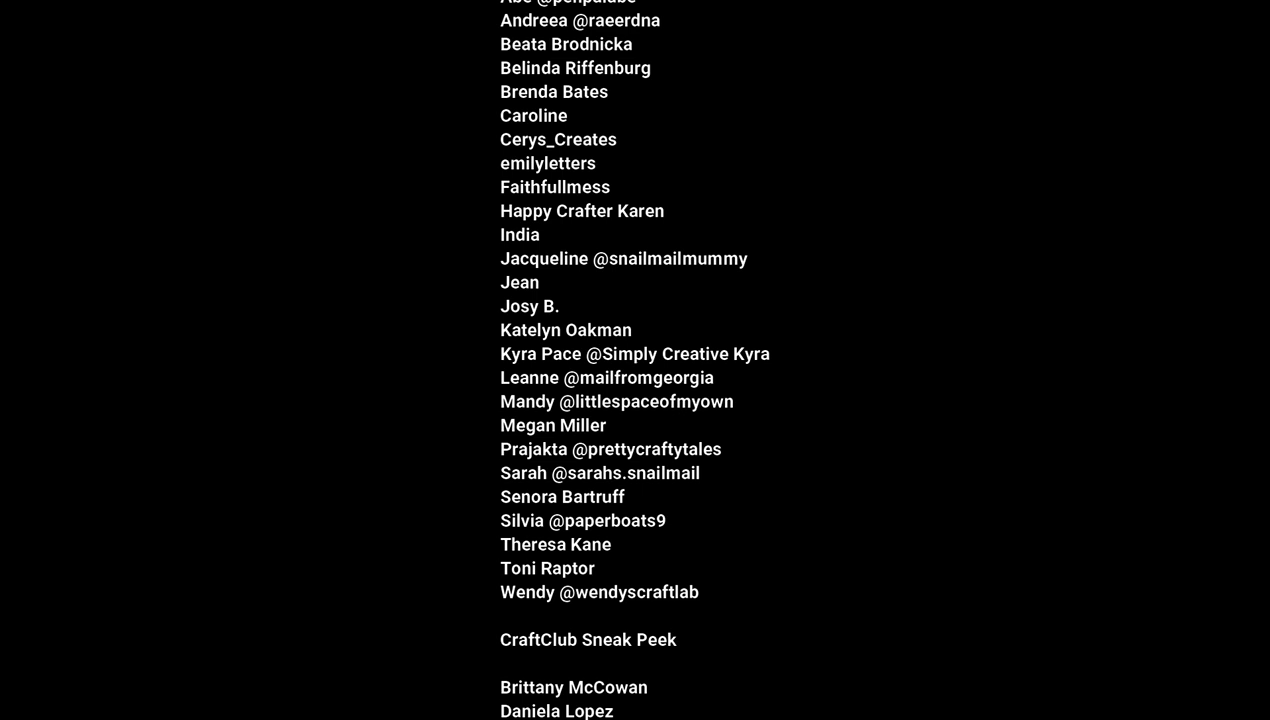 Abe @penpalabe
Andreea @raeerdna
Beata Brodnicka
Belinda Riffenburg
Brenda Bates
Caroline
Cerys_Creates
emilyletters
Faithfullmess
Happy Crafter Karen
India
Jacqueline @snailmailmummy
Jean
Josy B.
Katelyn Oakman
Kyra Pace @Simply Creative Kyra
Leanne @mailfromgeorgia
Mandy @littlespaceofmyown
Megan Miller
Prajakta @prettycraftytales
Sarah @sarahs.snailmail
Senora Bartruff
Silvia @paperboats9
Theresa Kane
Toni Raptor
Wendy @wendyscraftlab
CraftClub Sneak Peek
Brittany McCowan
Daniela Lopez